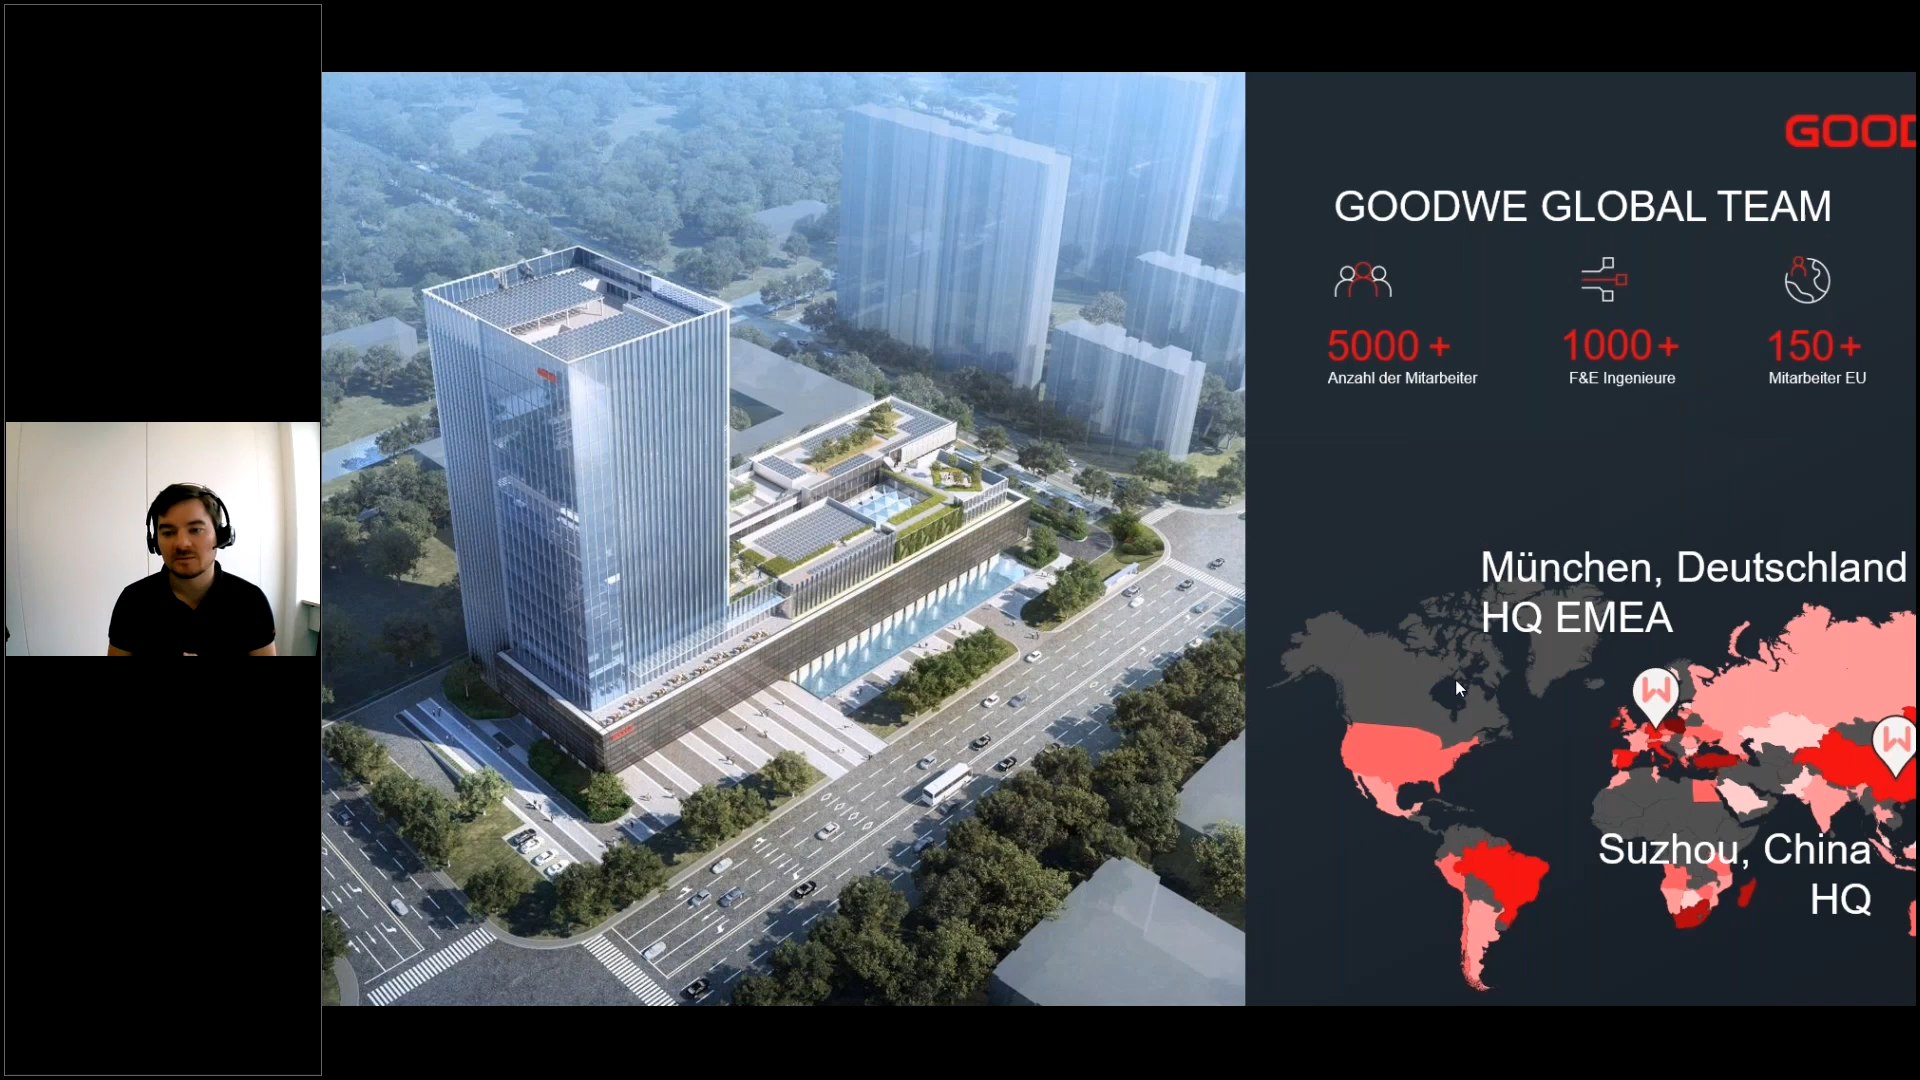 GOOD
GOODWE GLOBAL TEAM
5000 +
1000 +
150 +
Anzahl der Mitarbeiter
F&E Ingenieure
Mitarbeiter EU
München, Deutschland
HQ EMEA
Suzhou, China
HQ